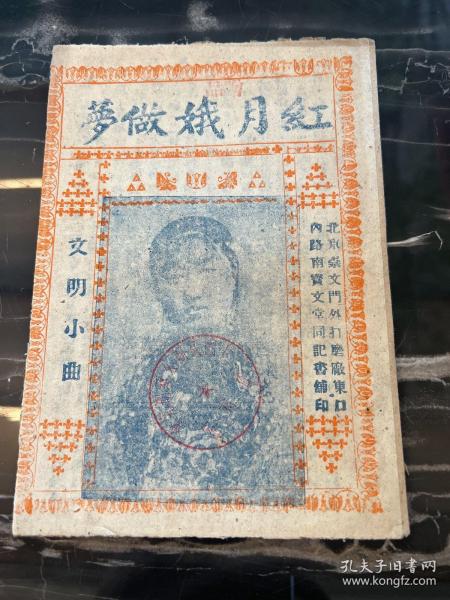 紅月娥做夢
北京崇文門外打磨廠東口
內路南寶文堂同記書舖印
文明小曲
孔夫子旧书网
www.kongfz.com